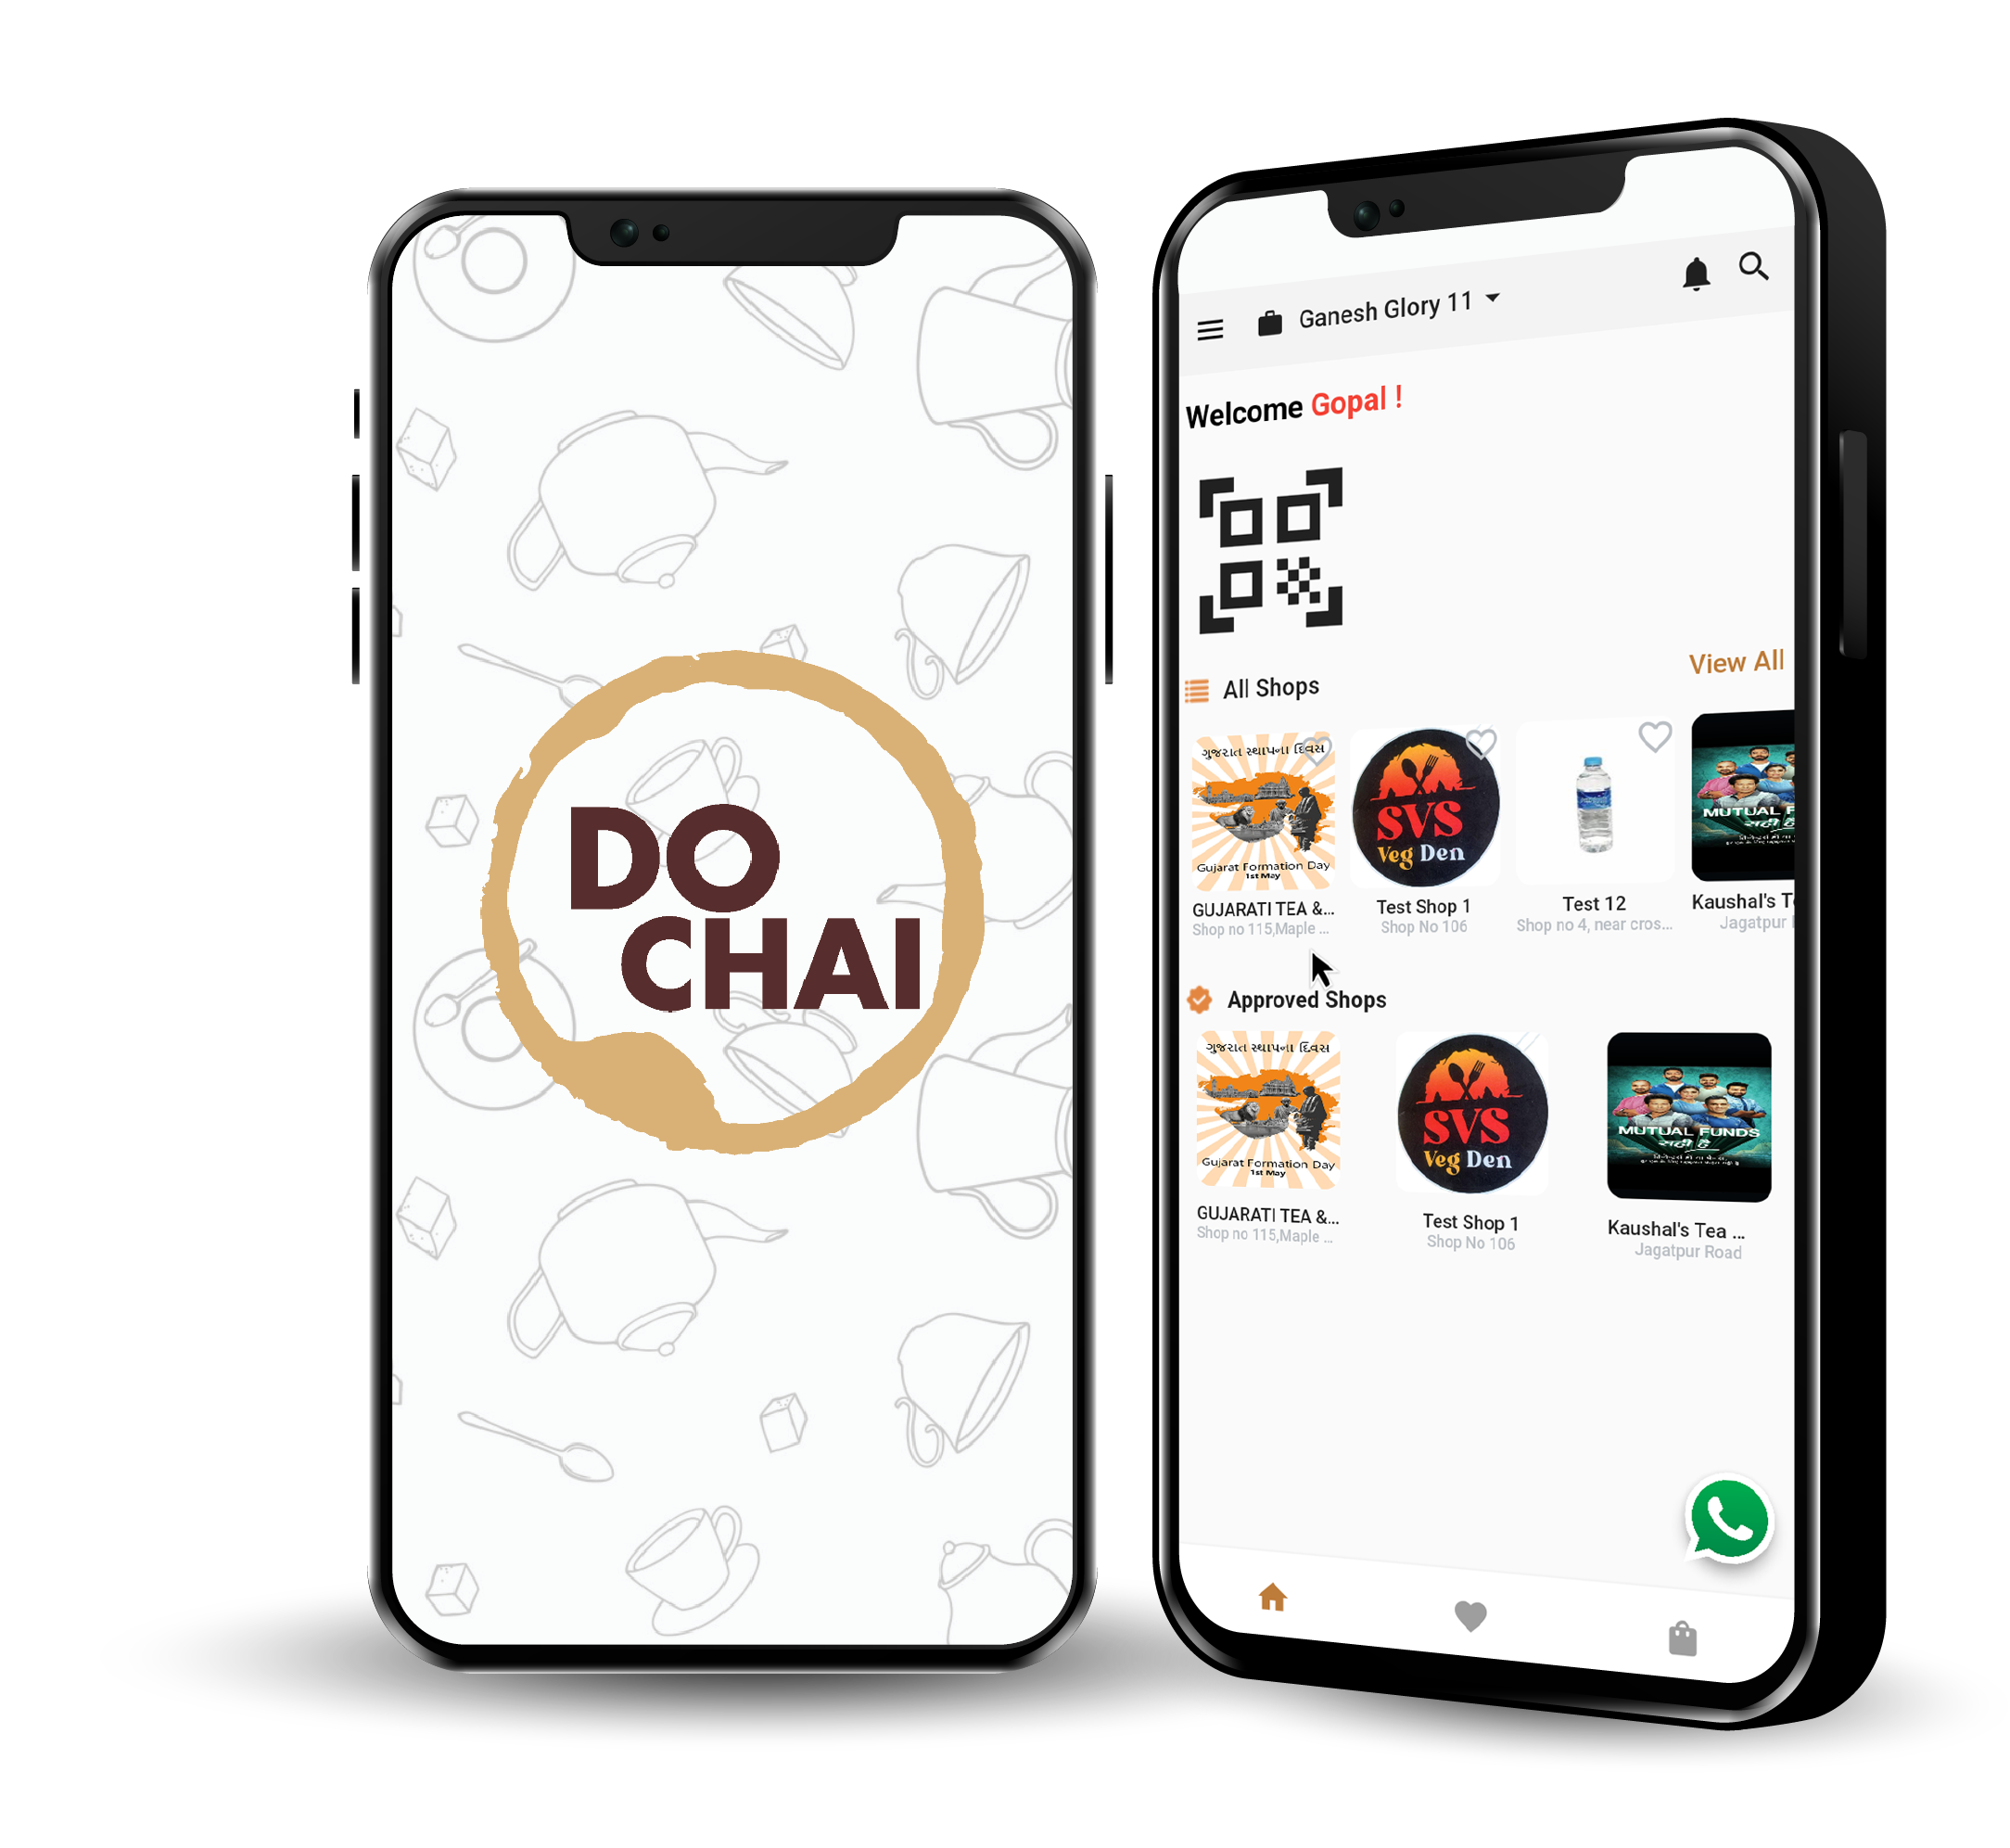 DO
CHAI
Ganesh Glory 11
Welcome Gopal !
View All
All Shops
ગુજરાત સ્થાપના દિવસ
Gujarat Formation Day
1st May
SVS
Veg Den
MUTUAL F
सही है
GUJARATI TEA &...
Shop no 115,Maple ...
Test Shop 1
Shop No 106
Test 12
Shop no 4, near cros...
Kaushal's T
Jagatpur
Approved Shops
ગુજરાત સ્થાપના દિવસ
Gujarat Formation Day
1st May
SVS
Veg Den
MUTUAL FUNDS
सही है
GUJARATI TEA &...
Shop no 115,Maple ...
Test Shop 1
Shop No 106
Kaushal's Tea ...
Jagatpur Road